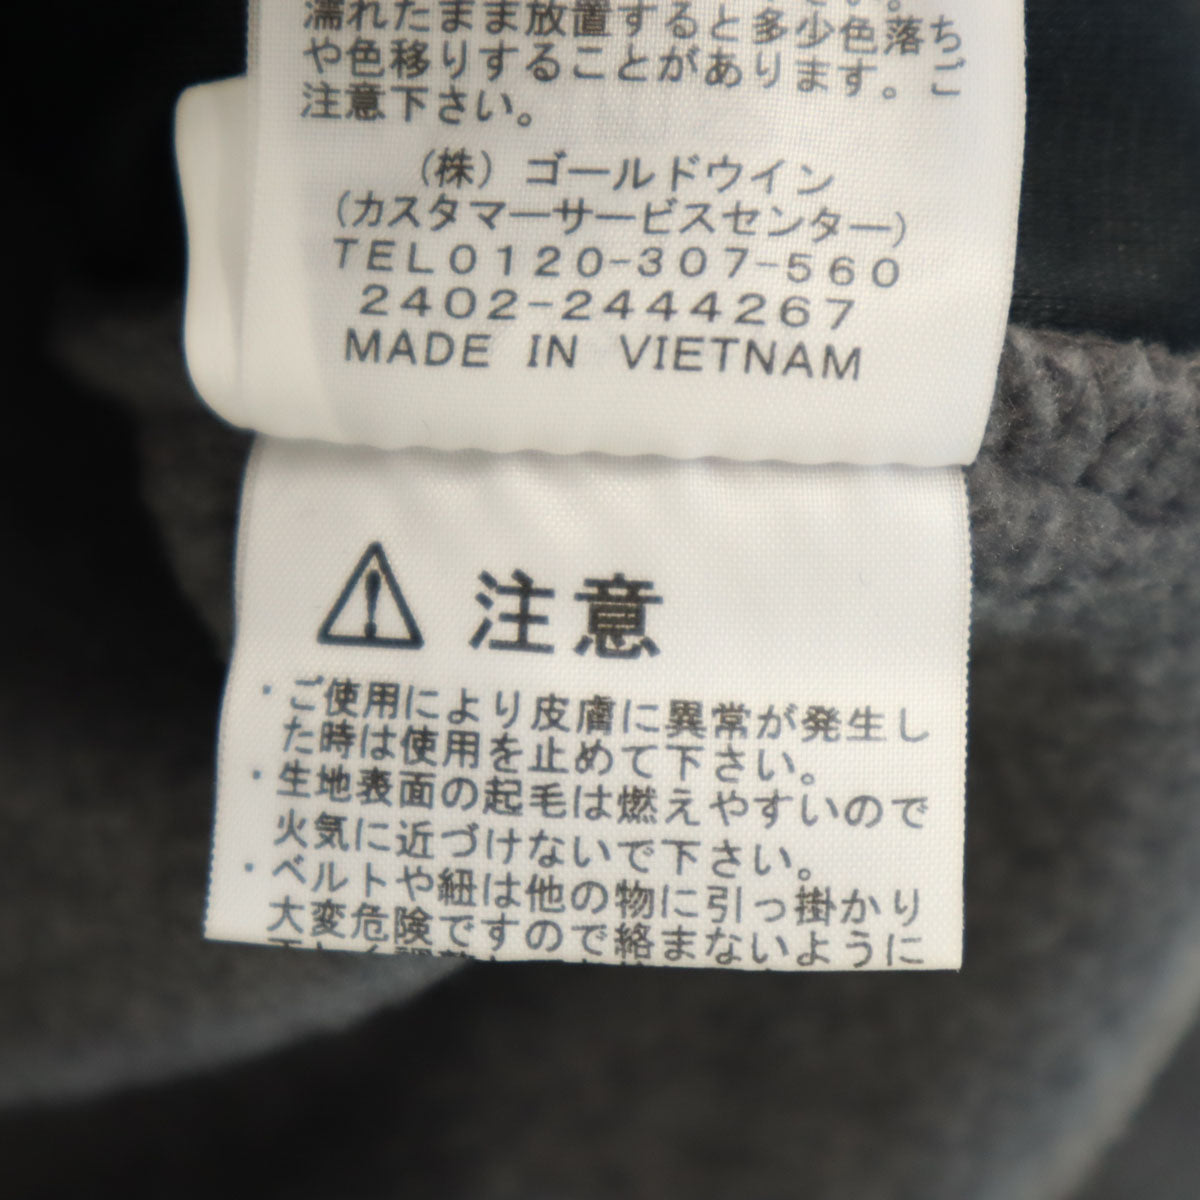 濡れたまま放置すると多少色落ち
や色移りすることがあります。ご
注意下さい。
(株) ゴールドウイン
(カスタマーサービスセンター)
TEL0120-307-560
2402-2444267
MADE IN VIETNAM
注意
・ご使用により皮膚に異常が発生し
た時は使用を止めて下さい。
・生地表面の起毛は燃えやすいので
火気に近づけないで下さい。
・ベルトや紐は他の物に引っ掛かり
大変危険ですので絡まないように